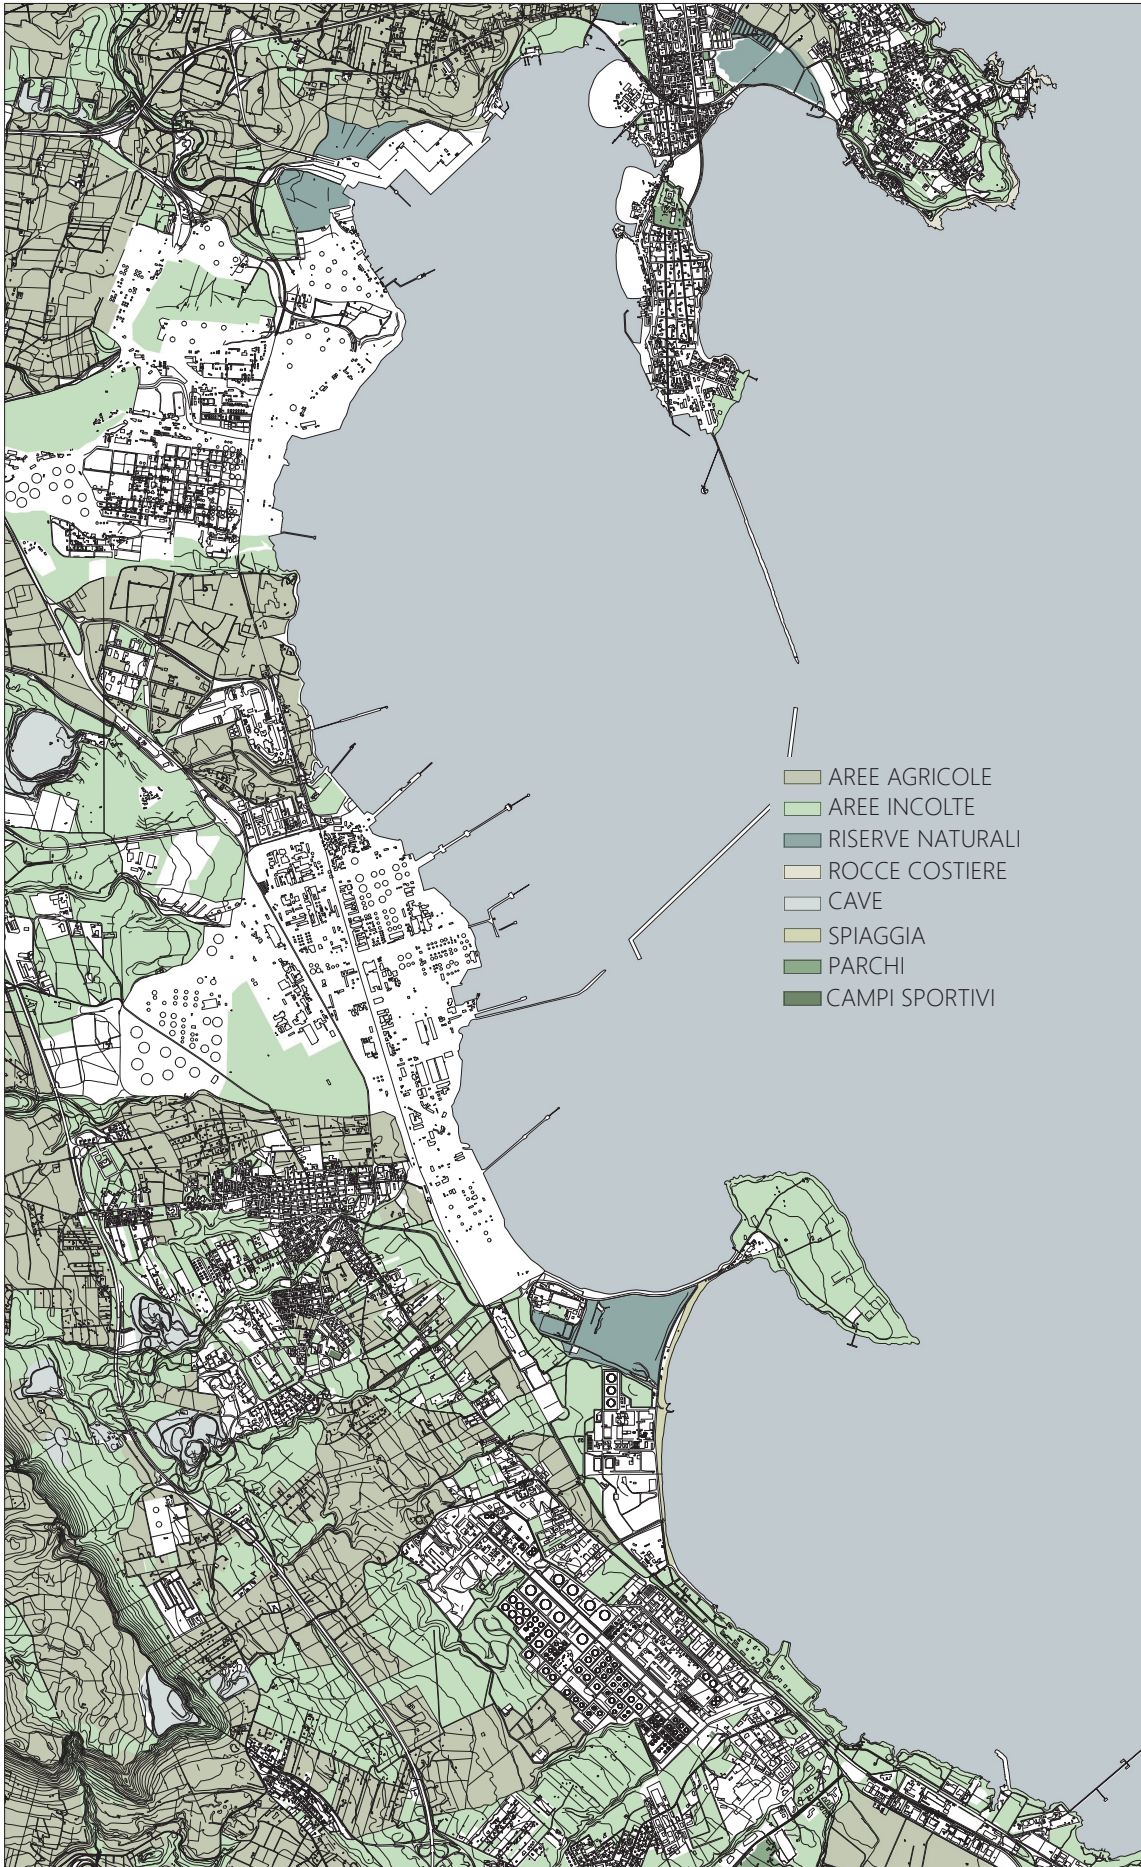 AREE AGRICOLE
AREE INCOLTE
RISERVE NATURALI
ROCCE COSTIERE
CAVE
SPIAGGIA
PARCHI
CAMPI SPORTIVI